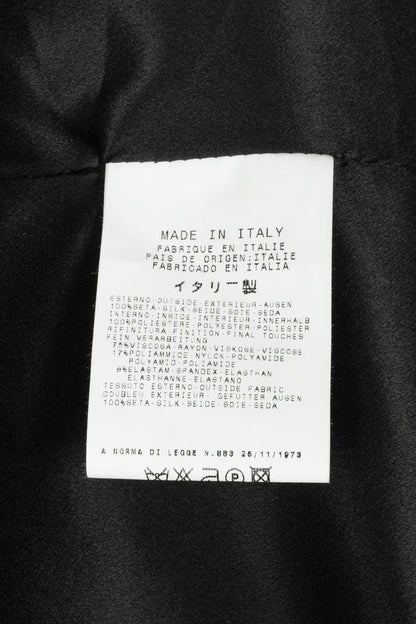 MADE IN ITALY
FABRIQUE EN ITALIE
PAIS DE ORIGEN:ITALIE
FABRICADO EN ITALIA
イタリー製
ESTERNO-OUTSIDE-EXTERIEUR-AUSEN
100%SETA-SILK-SEIDE-SOIE-SEDA
INTERNO-INSIDE-INTERIEUR-INNERHALB
100%POLIESTERE-POLYESTER-POLIESTER
RIFINITURA-FINITION-FINAL TOUCHES
FEIN VERARBEITUNG
75%VISCOSA-RAYON-VISKOSE-VISCOSE
17%POLIAMMIDE-NYLON-POLYAMIDE
POLYAMID-POLIAMIDE
8%ELASTAM-SPANDEX-ELASTHAN
ELASTHANNE-ELASTANO
TESSUTO ESTERNO-OUTSIDE FABRIC
DOUBLEU EXTERIEUR- GEFUTTER AUSEN
100%SETA-SILK-SEIDE-SOIE-SEDA
A NORMA DI LEGGE N.883 26/11/1973